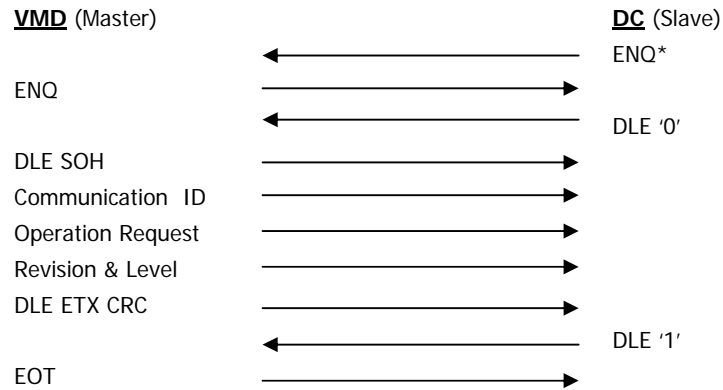 VMD (Master) DC (Slave)
ENQ*
ENQ
DLE ‘0’
DLE SOH
Communication ID
Operation Request
Revision & Level
DLE ETX CRC
DLE ‘1’
EOT